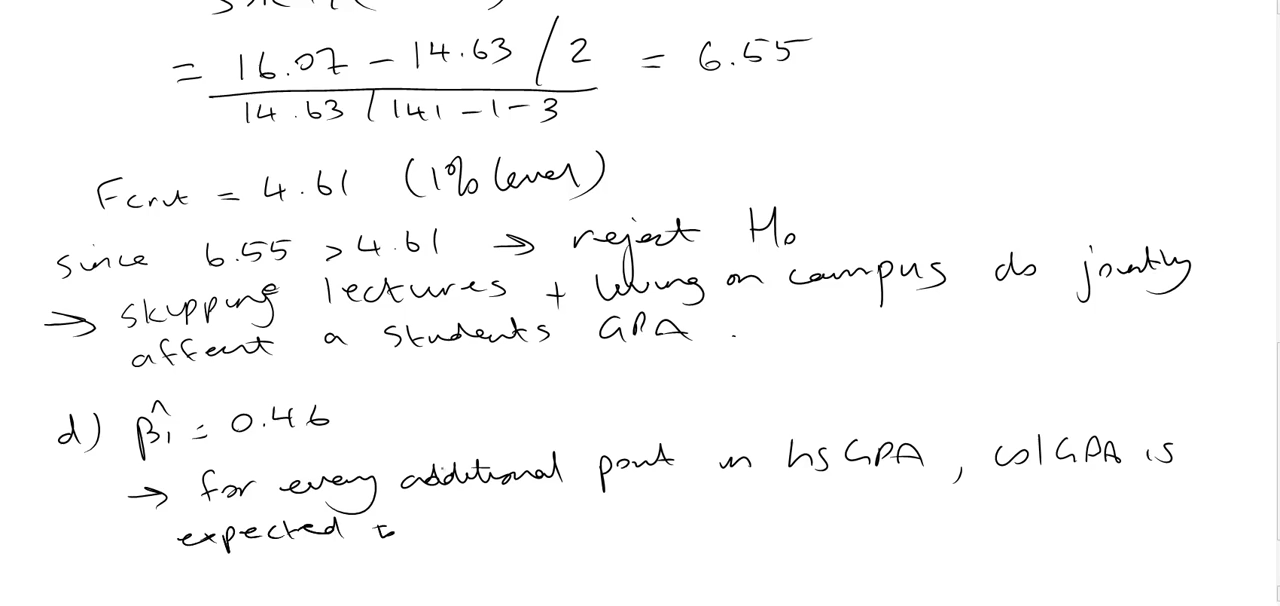 = 16.07 - 14.63 / 2 = 6.55
14.63 / 141 - 1 - 3
Fcrit = 4.61 (1% level)
since 6.55 > 4.61 → reject H₀
→ skipping lectures + living on campus do jointly
affect a students GPA.
d) β̂₁ = 0.46
→ for every additional point in hsGPA, colGPA is
expected to